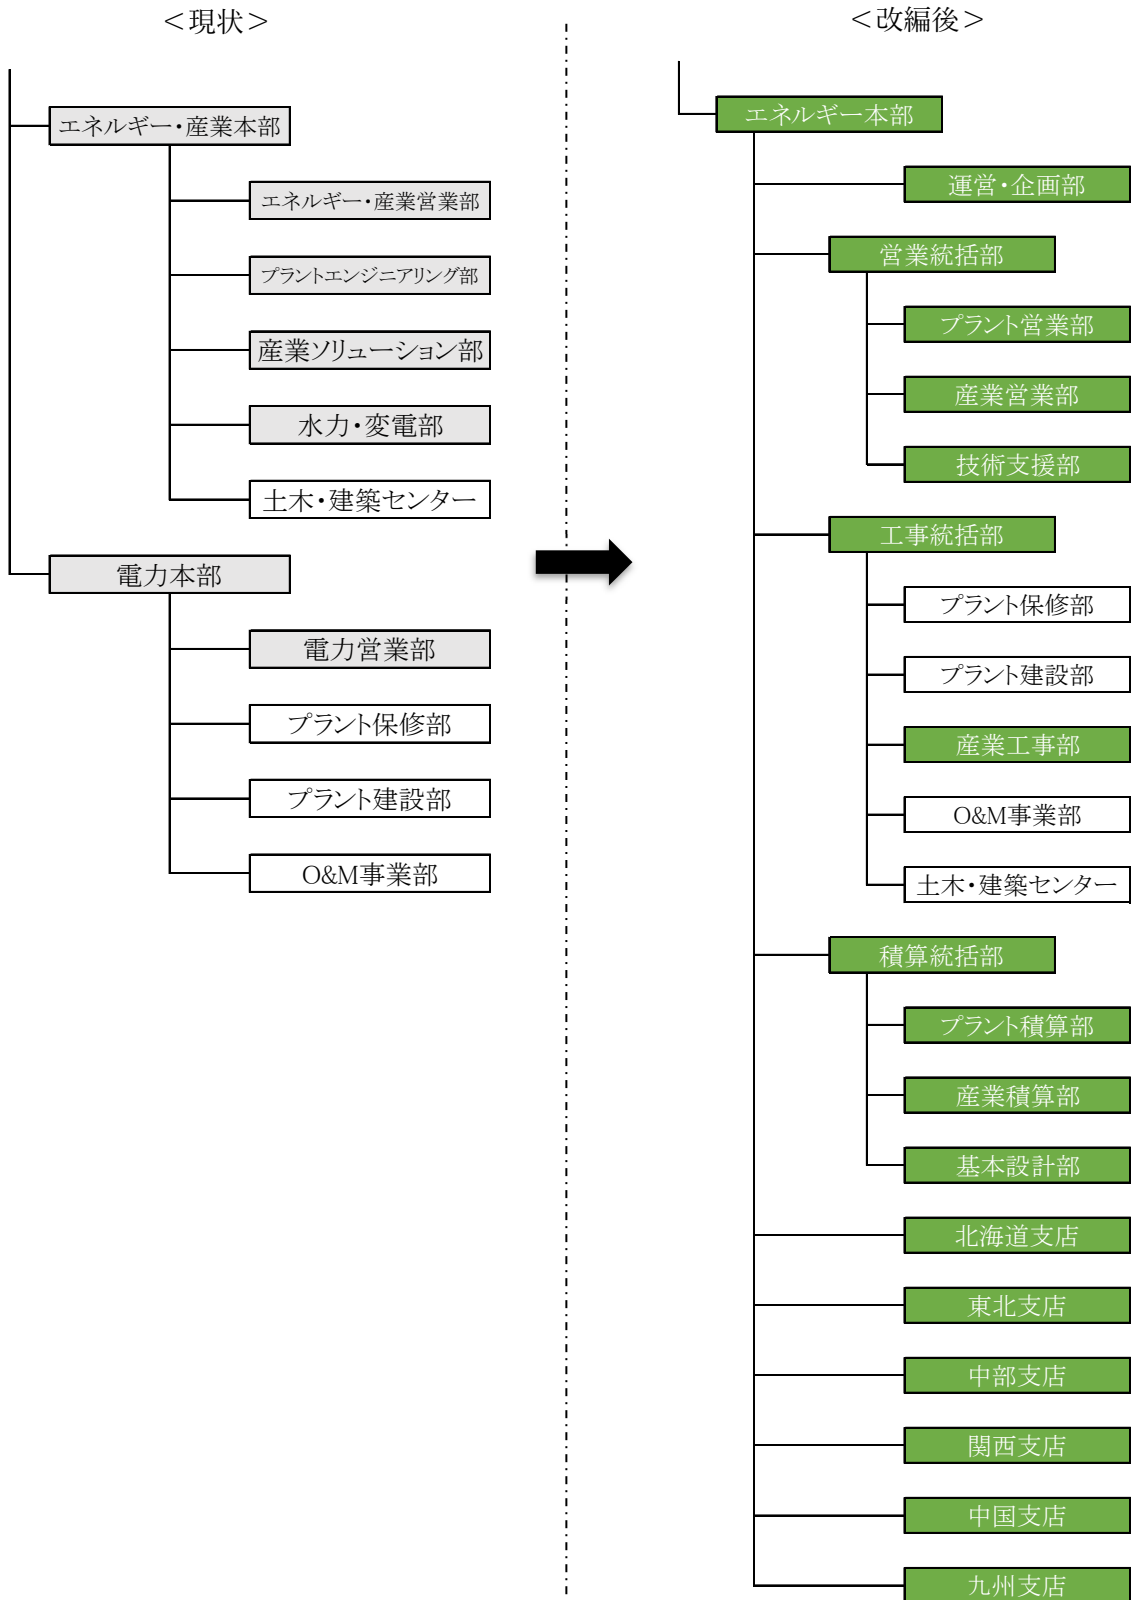 ＜現状＞
エネルギー・産業本部
エネルギー・産業営業部
プラントエンジニアリング部
産業ソリューション部
水力・変電部
土木・建築センター
電力本部
電力営業部
プラント保修部
プラント建設部
O&M事業部
＜改編後＞
エネルギー本部
運営・企画部
営業統括部
プラント営業部
産業営業部
技術支援部
工事統括部
プラント保修部
プラント建設部
産業工事部
O&M事業部
土木・建築センター
積算統括部
プラント積算部
産業積算部
基本設計部
北海道支店
東北支店
中部支店
関西支店
中国支店
九州支店